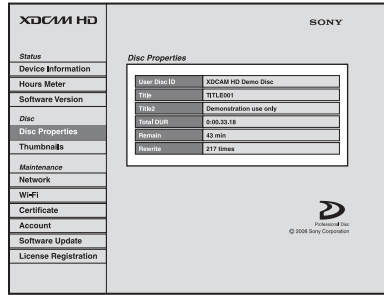 XDCAM HD
SONY
Status
Device Information
Hours Meter
Software Version
Disc
Disc Properties
Thumbnails
Maintenance
Network
Wi-Fi
Certificate
Account
Software Update
License Registration
Disc Properties
User Disc ID XDCAM HD Demo Disc
Title TITLE001
Title2 Demonstration use only
Total DUR 0:00.33.18
Remain 43 min
Rewrite 217 times
Professional Disc
© 2008 Sony Corporation